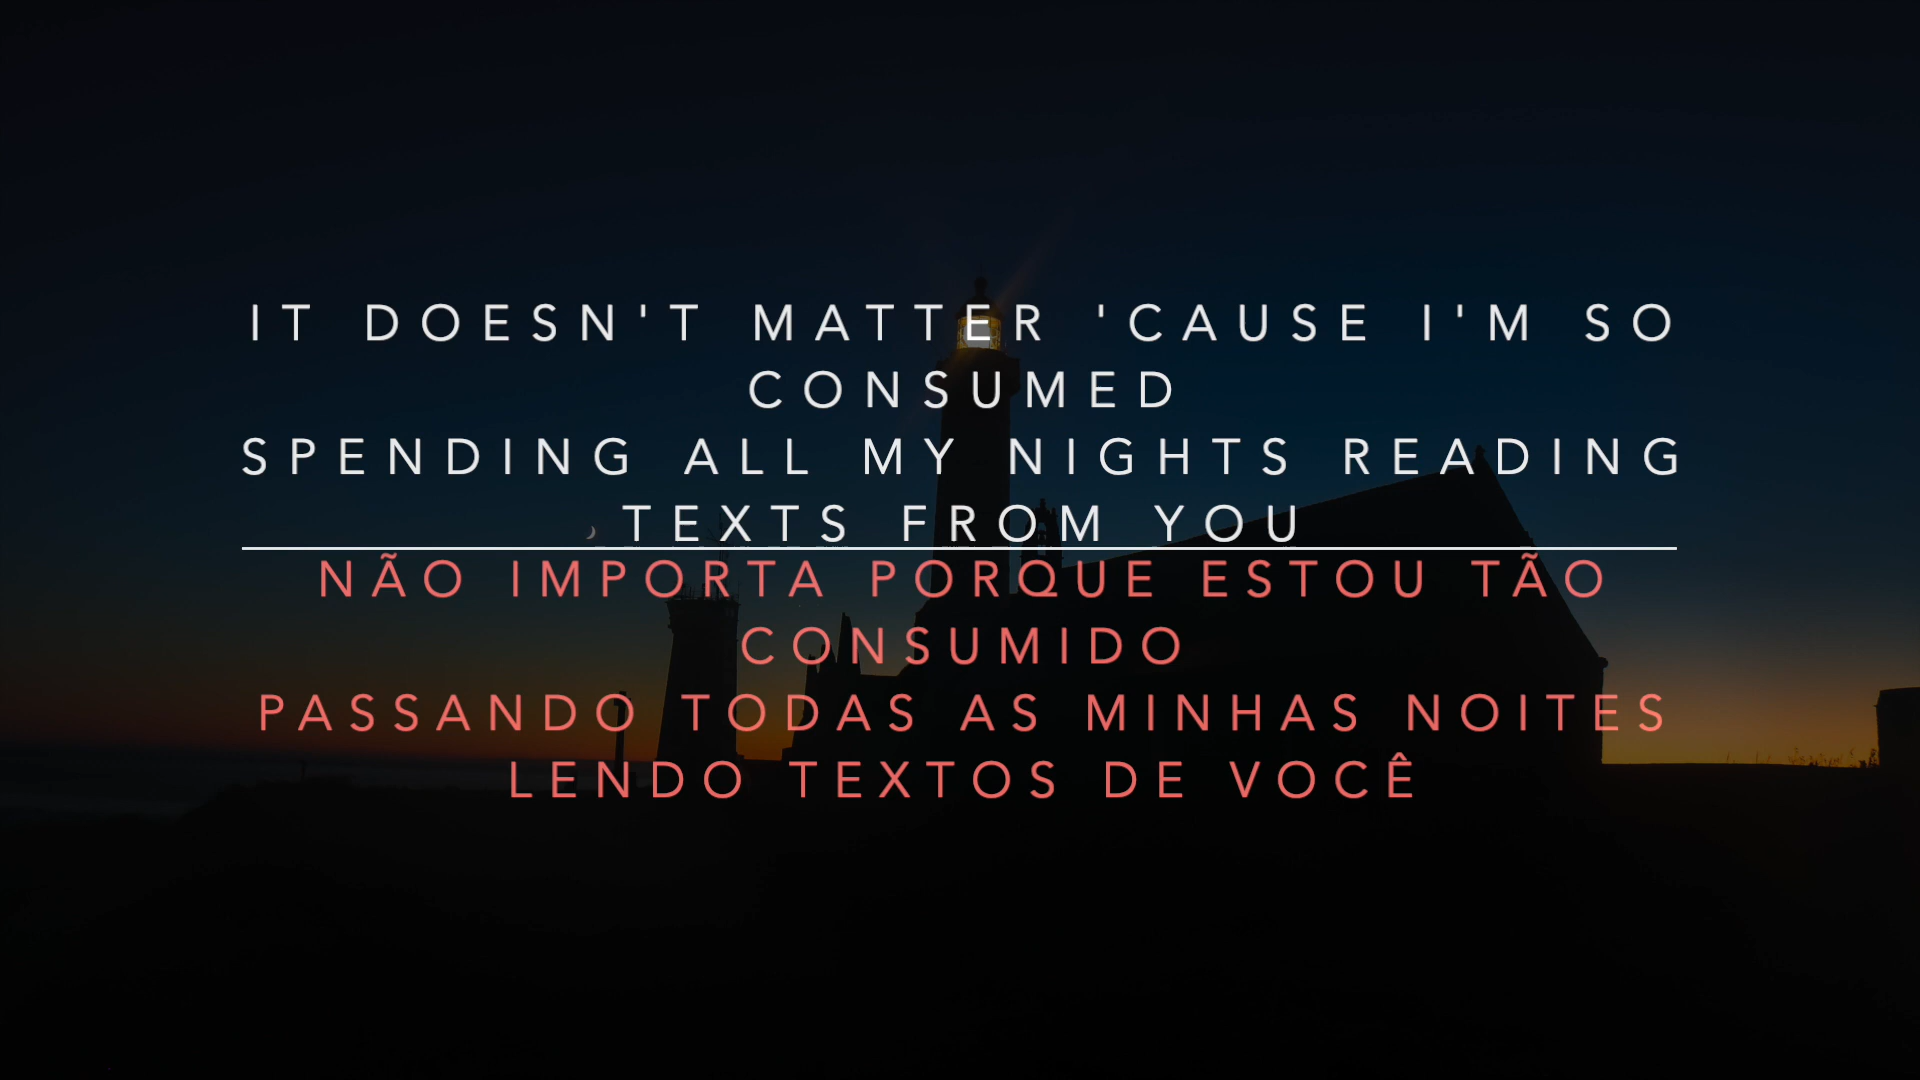 IT DOESN'T MATTER 'CAUSE I'M SO
CONSUMED
SPENDING ALL MY NIGHTS READING
TEXTS FROM YOU
NÃO IMPORTA PORQUE ESTOU TÃO
CONSUMIDO
PASSANDO TODAS AS MINHAS NOITES
LENDO TEXTOS DE VOCÊ